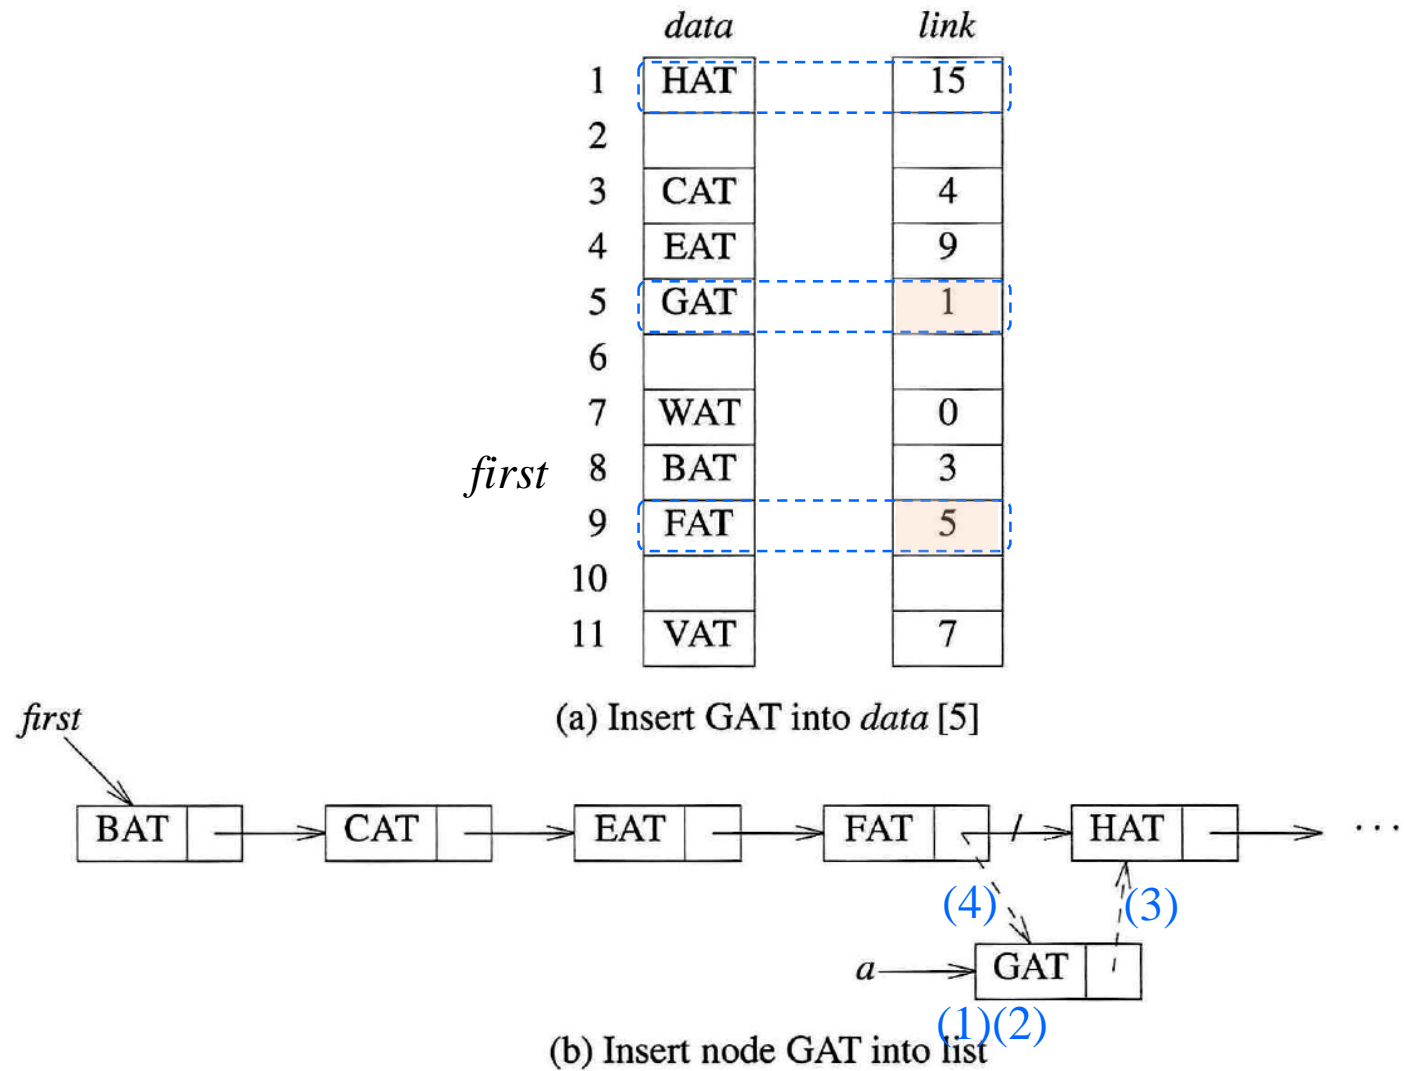 data link
1 HAT 15
2
3 CAT 4
4 EAT 9
5 GAT 1
6
7 WAT 0
first 8 BAT 3
9 FAT 5
10
11 VAT 7
(a) Insert GAT into data [5]
first
BAT CAT EAT FAT HAT ...
(4) (3)
a GAT
(1)(2)
(b) Insert node GAT into list